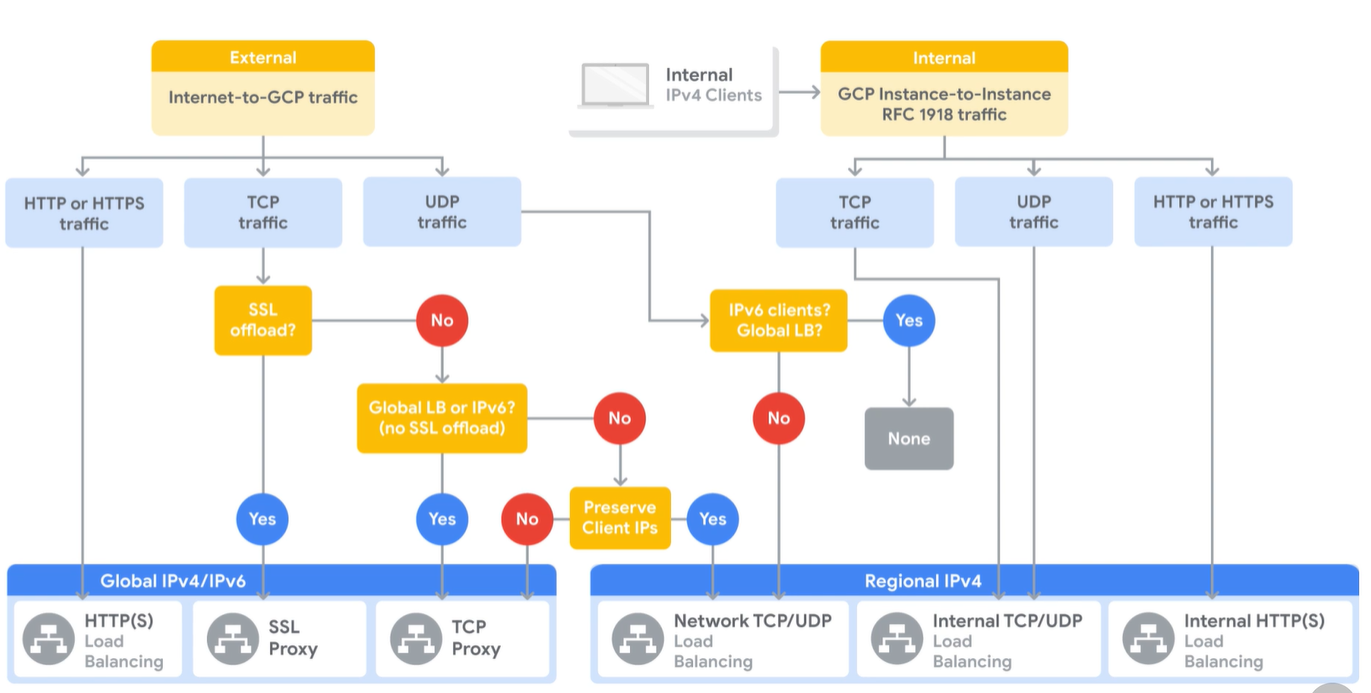 External
Internet-to-GCP traffic
Internal
IPv4 Clients
Internal
GCP Instance-to-Instance
RFC 1918 traffic
HTTP or HTTPS
traffic
TCP
traffic
UDP
traffic
TCP
traffic
UDP
traffic
HTTP or HTTPS
traffic
SSL
offload?
No
IPv6 clients?
Global LB?
Yes
Global LB or IPv6?
(no SSL offload)
No
No
None
Yes
Yes
No
Preserve
Client IPs
Yes
Global IPv4/IPv6
Regional IPv4
HTTP(S)
Load
Balancing
SSL
Proxy
TCP
Proxy
Network TCP/UDP
Load
Balancing
Internal TCP/UDP
Load
Balancing
Internal HTTP(S)
Load
Balancing